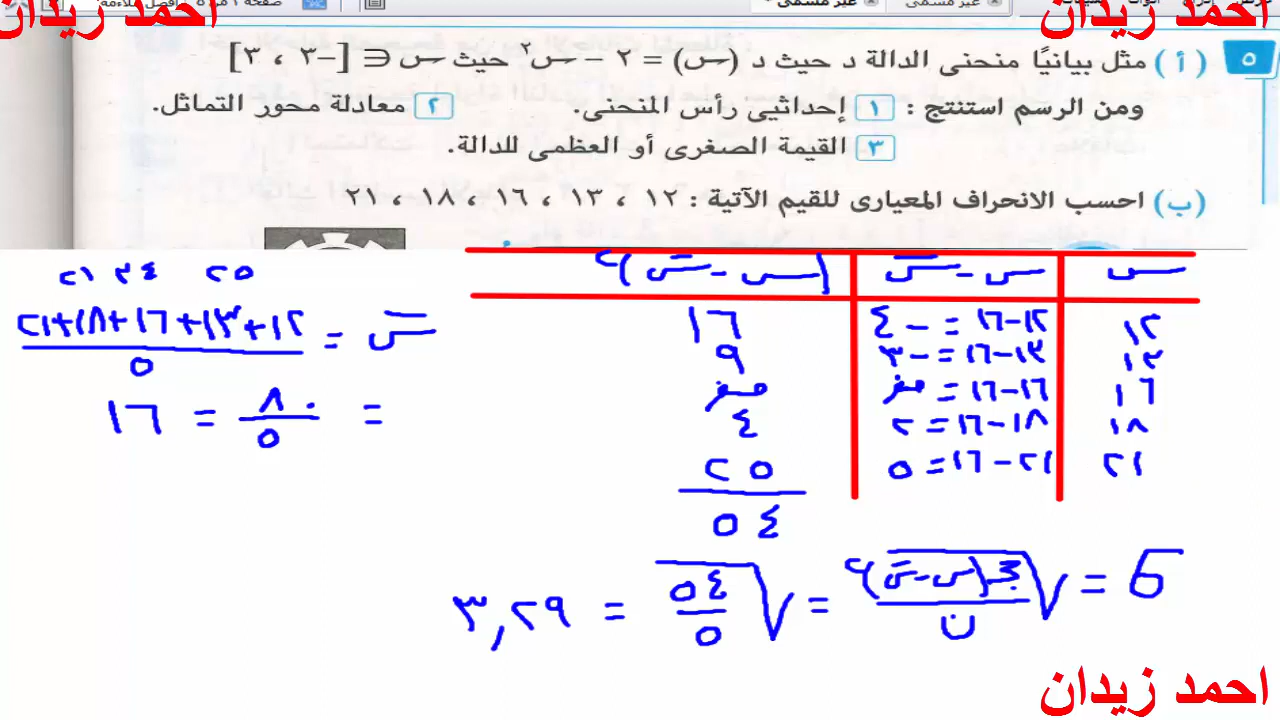 احمد زيدان
احمد زيدان
٥ ( أ ) مثل بيانيًا منحنى الدالة د حيث د (س) = ٢ – س٢ حيث س ∈ [–٣ ، ٣]
ومن الرسم استنتج : ١ إحداثيى رأس المنحنى. ٢ معادلة محور التماثل.
٣ القيمة الصغرى أو العظمى للدالة.
(ب) احسب الانحراف المعيارى للقيم الآتية : ١٢ ، ١٣ ، ١٦ ، ١٨ ، ٢١
س | س - س̄ | (س - س̄)٢
١٢ | ١٢-١٦ = -٤ | ١٦
١٣ | ١٣-١٦ = -٣ | ٩
١٦ | ١٦-١٦ = صفر | صفر
١٨ | ١٨-١٦ = ٢ | ٤
٢١ | ٢١-١٦ = ٥ | ٢٥
٥٤
٢٥ ٣٤ ٢١
س̄ = (١٢+١٣+١٦+١٨+٢١)/٥
= ٨٠/٥ = ١٦
σ = √(مجـ(س-س̄)٢/ن) = √(٥٤/٥) = ٣,٢٩
احمد زيدان